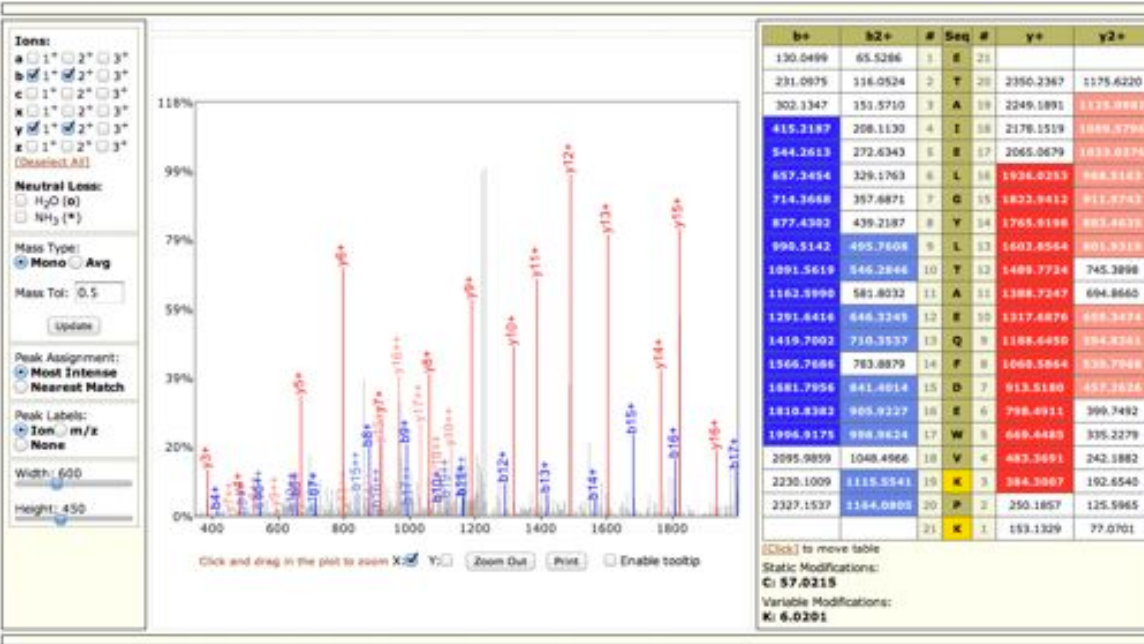 Ions:
a 1+ 2+ 3+
b 1+ 2+ 3+
c 1+ 2+ 3+
x 1+ 2+ 3+
y 1+ 2+ 3+
z 1+ 2+ 3+
[Deselect All]
Neutral Loss:
H2O (o)
NH3 (*)
Mass Type:
Mono Avg
Mass Tol: 0.5
Update
Peak Assignment:
Most Intense
Nearest Match
Peak Labels:
Ion m/z
None
Width: 600
Height: 450
118%
99%
79%
59%
39%
20%
0%
400 600 800 1000 1200 1400 1600 1800
y3+
b4+
y5+
b7+
y6+
b15++
b8+
y7+
y16++
b9+
y17++
y8+
b10+
y9+
b12+
y10+
y11+
b13+
y12+
b14+
y13+
b15+
y14+
b16+
y15+
y16+
b17+
Click and drag in the plot to zoom X: Y: Zoom Out Print Enable tooltip
b+ b2+ # Seq # y+ y2+
130.0499 65.5286 1 E 21
231.0975 116.0524 2 T 20 2350.2367 1175.6220
302.1347 151.5710 3 A 19 2249.1891
415.2187 208.1130 4 I 18 2178.1519
544.2613 272.6343 5 E 17 2065.0679
657.3454 329.1763 6 L 16 1936.0253
714.3668 357.6871 7 G 15 1822.9412
877.4302 439.2187 8 Y 14 1765.9198
990.5142 495.7608 9 L 13 1602.8564
1091.5619 546.2846 10 T 12 1489.7724 745.3898
1162.5990 581.8032 11 A 11 1388.7247 694.8660
1291.6416 646.3245 12 E 10 1317.6876
1419.7002 710.3537 13 Q 9 1188.6450
1566.7686 783.8879 14 F 8 1060.5864
1681.7956 841.4014 15 D 7 913.5180
1810.8382 905.9227 16 E 6 798.4911 399.7492
1996.9175 998.9624 17 W 5 669.4485 335.2279
2095.9859 1048.4966 18 V 4 483.3691 242.1882
2230.1009 1115.5541 19 K 3 384.3007 192.6540
2327.1537 1164.0805 20 P 2 250.1857 125.5965
21 K 1 153.1329 77.0701
[Click] to move table
Static Modifications:
C: 57.0215
Variable Modifications:
K: 6.0201